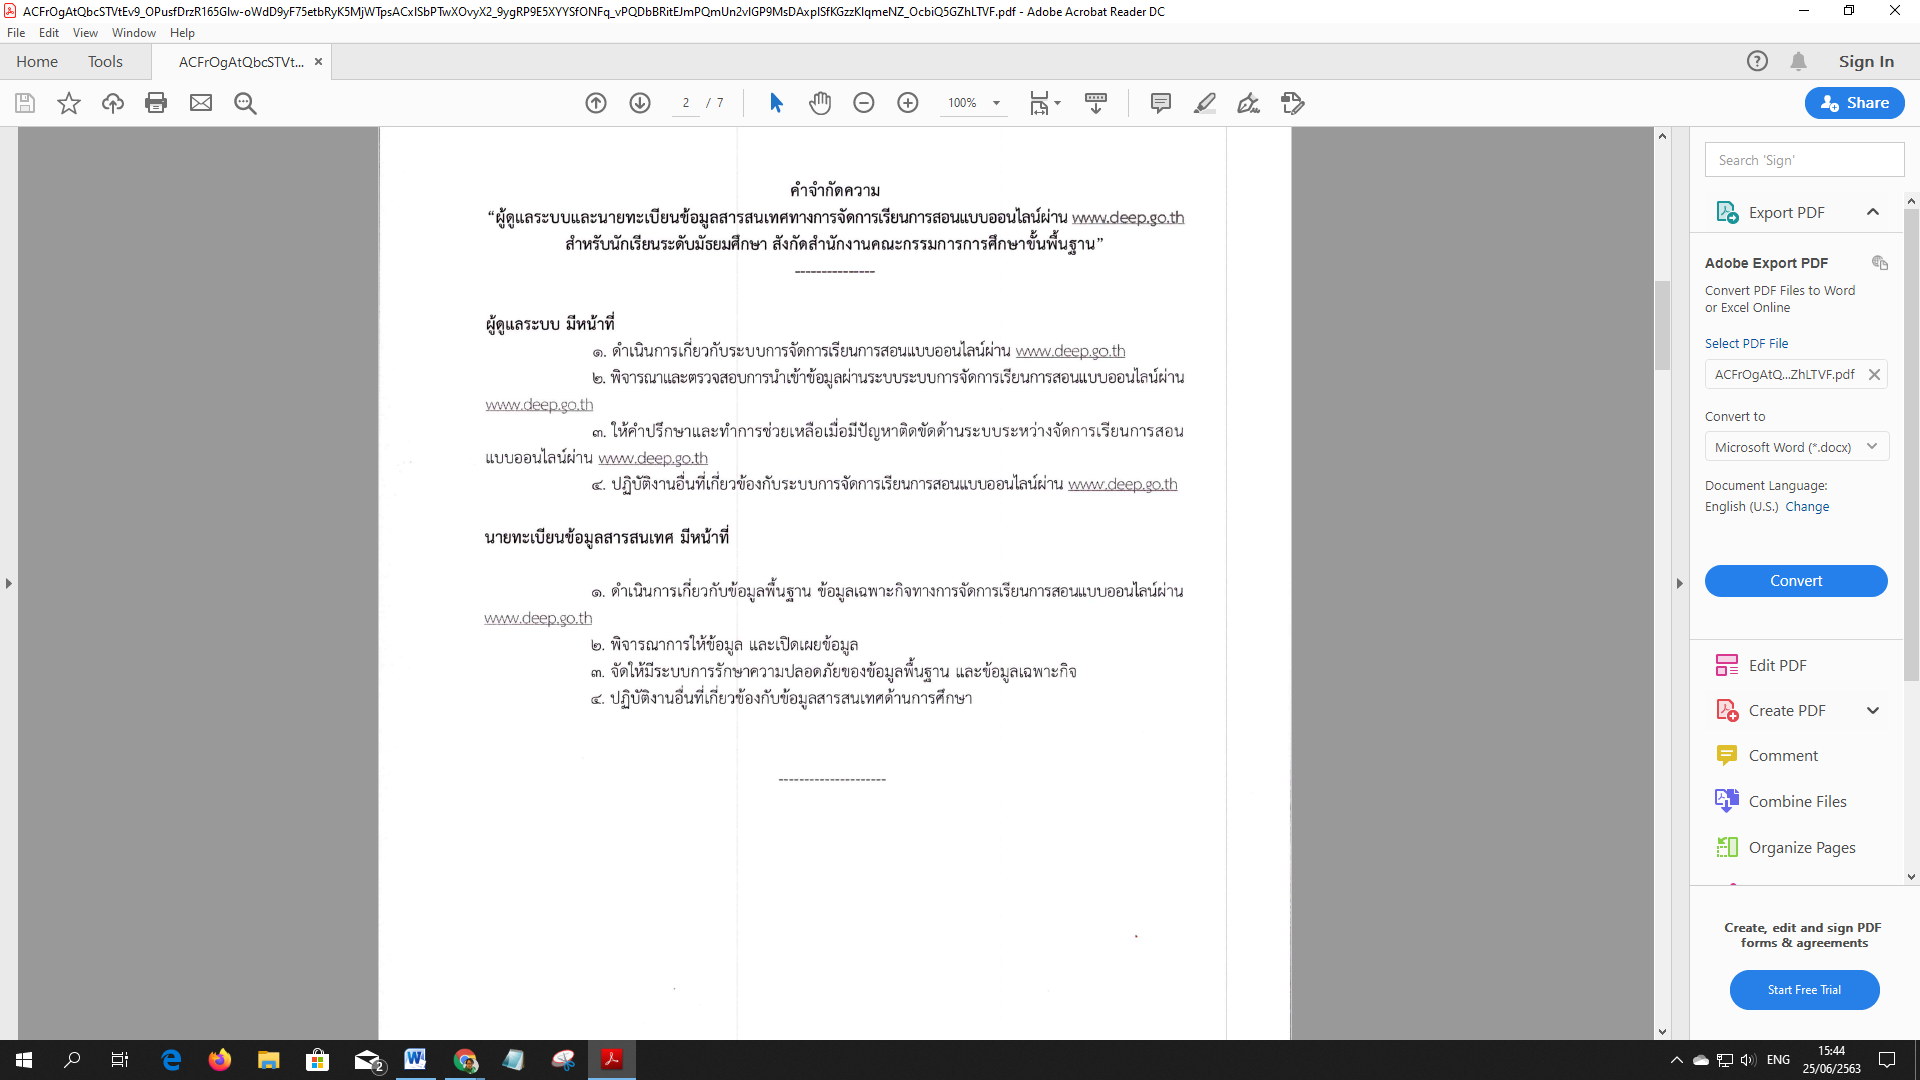 ACFrOgAtQbcSTVtEv9_OPusfDrzR165GIw-oWdD9yF75etbRyK5MjWTpsACxISbPTwXOvyX2_9ygRP9E5XYYSfONFq_vPQDbBRitEJmPQmUn2vIGP9MsDAxpISfKGzzKIqmeNZ_OcbiQ5GZhLTVF.pdf - Adobe Acrobat Reader DC
File Edit View Window Help
Home Tools ACFrOgAtQbcSTVt... Sign In
2 / 7 100% Share
คำจำกัดความ
“ผู้ดูแลระบบและนายทะเบียนข้อมูลสารสนเทศทางการจัดการเรียนการสอนแบบออนไลน์ผ่าน www.deep.go.th
สำหรับนักเรียนระดับมัธยมศึกษา สังกัดสำนักงานคณะกรรมการการศึกษาขั้นพื้นฐาน”
---------------
ผู้ดูแลระบบ มีหน้าที่
๑. ดำเนินการเกี่ยวกับระบบการจัดการเรียนการสอนแบบออนไลน์ผ่าน www.deep.go.th
๒. พิจารณาและตรวจสอบการนำเข้าข้อมูลผ่านระบบระบบการจัดการเรียนการสอนแบบออนไลน์ผ่าน
www.deep.go.th
๓. ให้คำปรึกษาและทำการช่วยเหลือเมื่อมีปัญหาติดขัดด้านระบบระหว่างจัดการเรียนการสอน
แบบออนไลน์ผ่าน www.deep.go.th
๔. ปฏิบัติงานอื่นที่เกี่ยวข้องกับระบบการจัดการเรียนการสอนแบบออนไลน์ผ่าน www.deep.go.th
นายทะเบียนข้อมูลสารสนเทศ มีหน้าที่
๑. ดำเนินการเกี่ยวกับข้อมูลพื้นฐาน ข้อมูลเฉพาะกิจทางการจัดการเรียนการสอนแบบออนไลน์ผ่าน
www.deep.go.th
๒. พิจารณาการให้ข้อมูล และเปิดเผยข้อมูล
๓. จัดให้มีระบบการรักษาความปลอดภัยของข้อมูลพื้นฐาน และข้อมูลเฉพาะกิจ
๔. ปฏิบัติงานอื่นที่เกี่ยวข้องกับข้อมูลสารสนเทศด้านการศึกษา
--------------------
Search 'Sign'
Export PDF
Adobe Export PDF
Convert PDF Files to Word
or Excel Online
Select PDF File
ACFrOgAtQ...ZhLTVF.pdf
Convert to
Microsoft Word (*.docx)
Document Language:
English (U.S.) Change
Convert
Edit PDF
Create PDF
Comment
Combine Files
Organize Pages
Create, edit and sign PDF
forms & agreements
Start Free Trial
2
ENG
15:44
25/06/2563